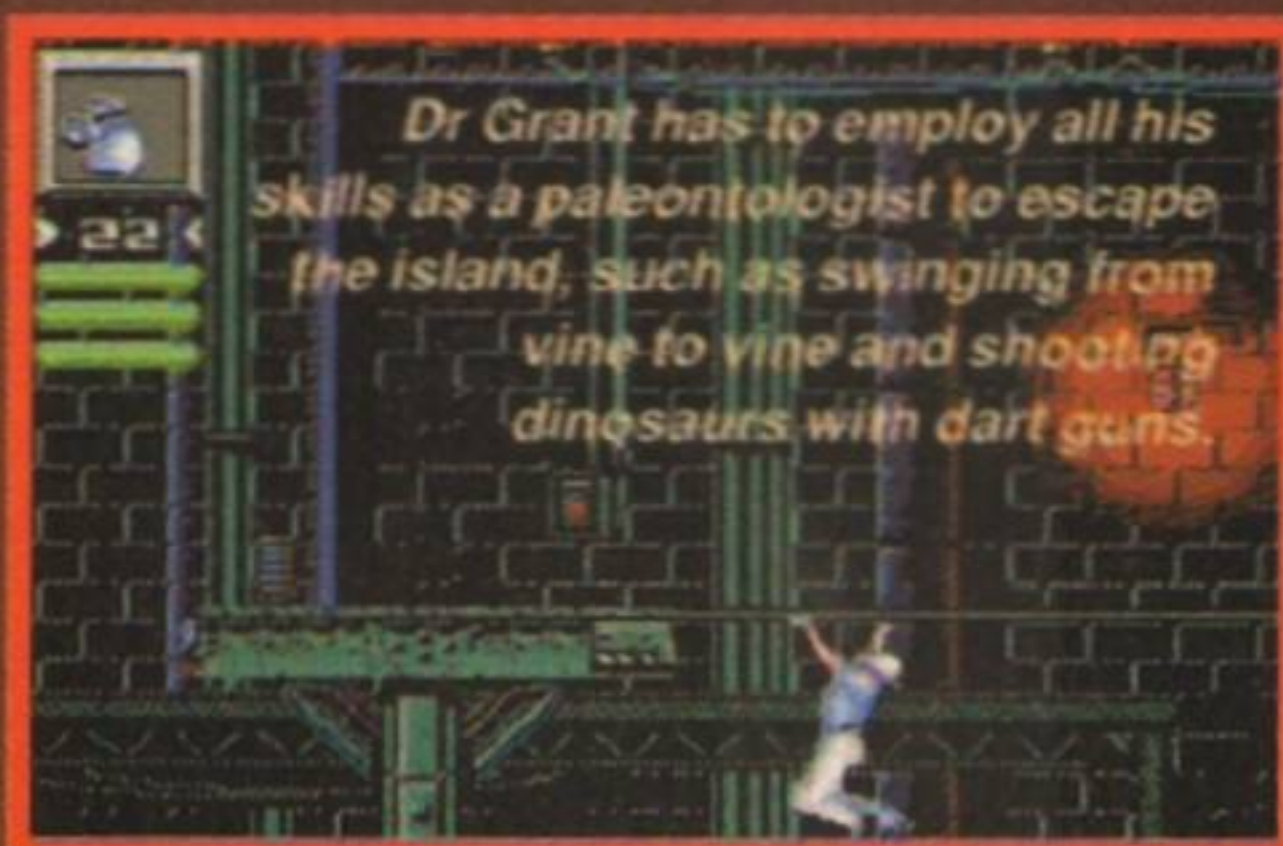 22
Dr Grant has to employ all his
skills as a paleontologist to escape
the island, such as swinging from
vine to vine and shooting
dinosaurs with dart guns.